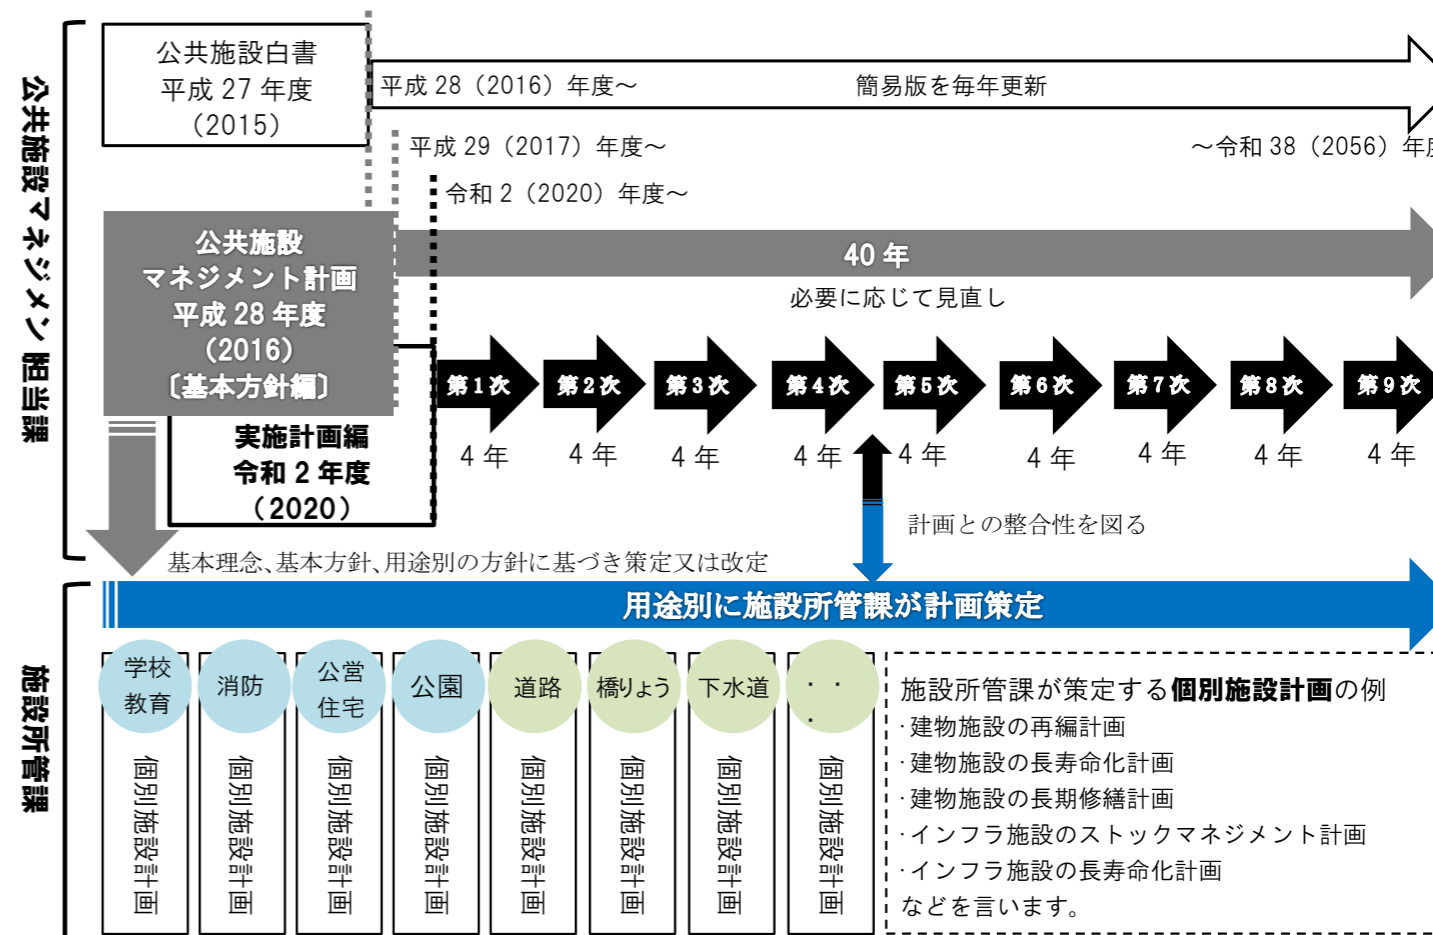 公共施設マネジメン
担当課
公共施設白書
平成 27 年度
（2015）
平成 28（2016）年度～
簡易版を毎年更新
平成 29（2017）年度～
～令和 38（2056）年度
令和 2（2020）年度～
公共施設
マネジメント計画
平成 28 年度
（2016）
〔基本方針編〕
40 年
必要に応じて見直し
第1次
第2次
第3次
第4次
第5次
第6次
第7次
第8次
第9次
4 年
4 年
4 年
4 年
4 年
4 年
4 年
4 年
4 年
実施計画編
令和 2 年度
（2020）
計画との整合性を図る
基本理念、基本方針、用途別の方針に基づき策定又は改定
施設所管課
用途別に施設所管課が計画策定
学校
教育
消防
公営
住宅
公園
道路
橋りょう
下水道
・・
・
個別施設計画
個別施設計画
個別施設計画
個別施設計画
個別施設計画
個別施設計画
個別施設計画
個別施設計画
施設所管課が策定する個別施設計画の例
・建物施設の再編計画
・建物施設の長寿命化計画
・建物施設の長期修繕計画
・インフラ施設のストックマネジメント計画
・インフラ施設の長寿命化計画
などを言います。